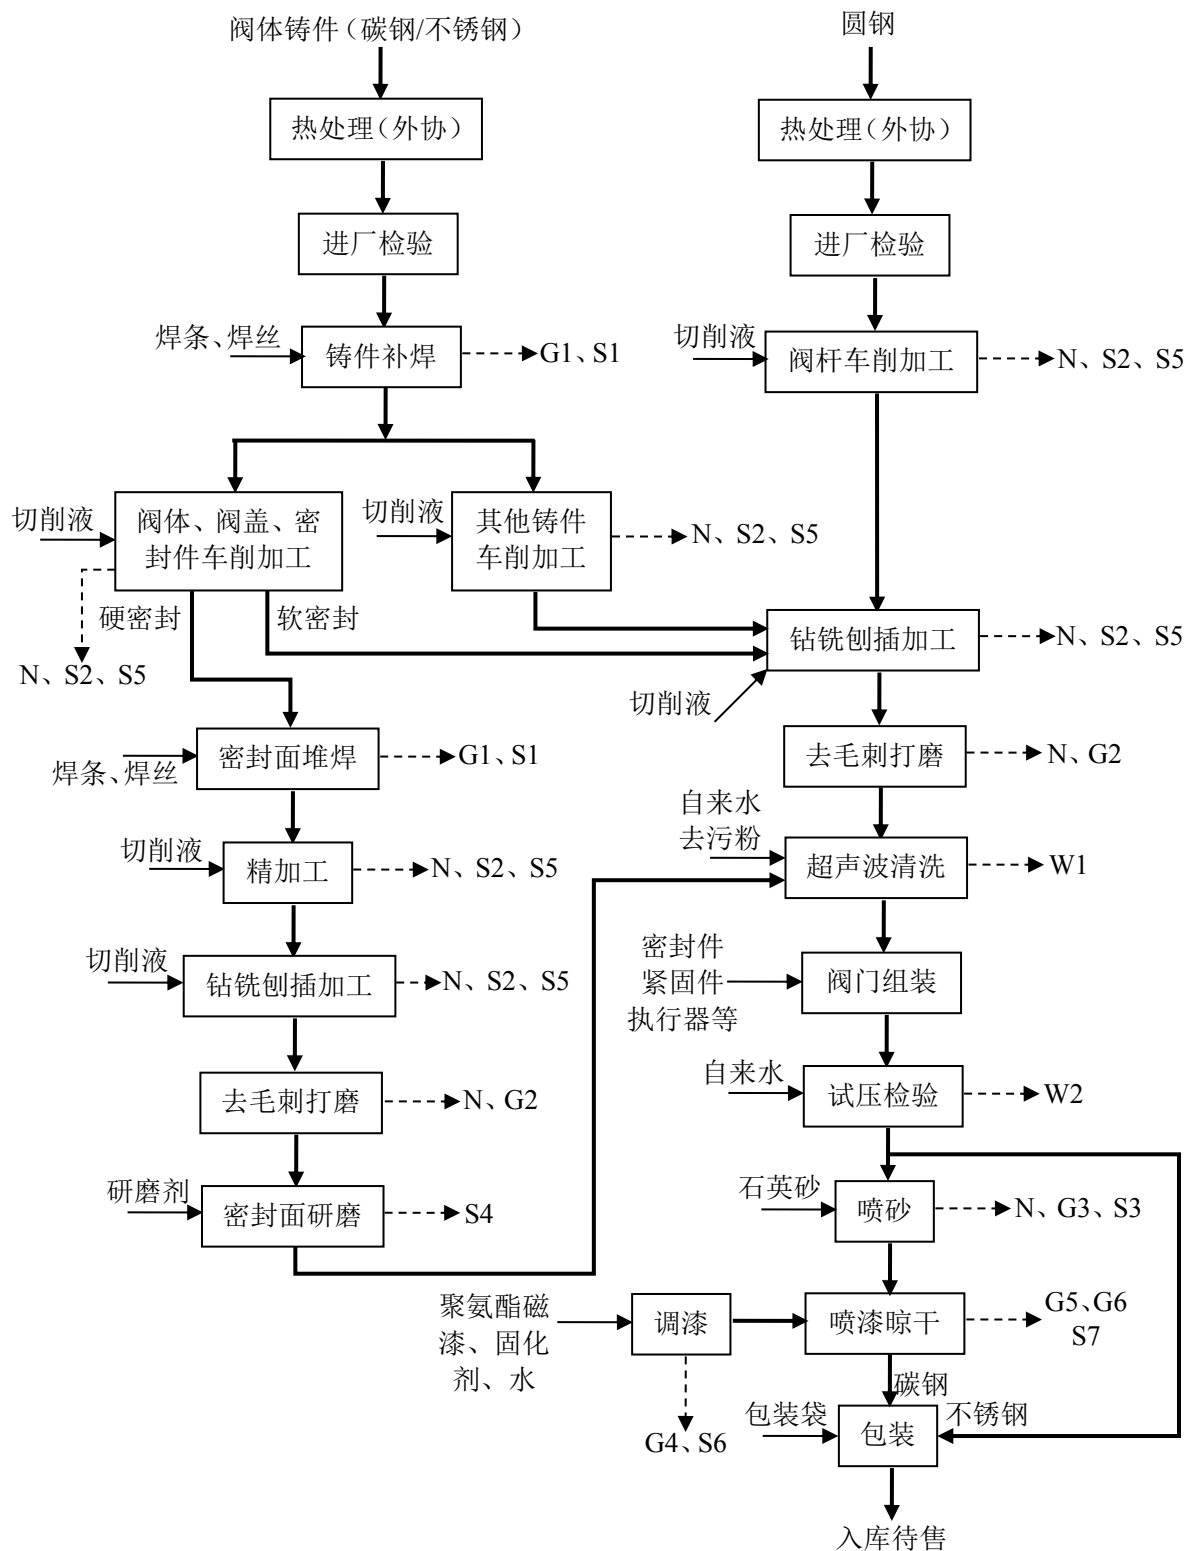 阀体铸件（碳钢/不锈钢）
圆钢
热处理（外协）
热处理（外协）
进厂检验
进厂检验
焊条、焊丝
铸件补焊
G1、S1
切削液
阀杆车削加工
N、S2、S5
切削液
阀体、阀盖、密
封件车削加工
切削液
其他铸件
车削加工
N、S2、S5
硬密封
软密封
N、S2、S5
钻铣刨插加工
N、S2、S5
切削液
焊条、焊丝
密封面堆焊
G1、S1
去毛刺打磨
N、G2
自来水
去污粉
超声波清洗
W1
切削液
精加工
N、S2、S5
切削液
钻铣刨插加工
N、S2、S5
密封件
紧固件
执行器等
阀门组装
去毛刺打磨
N、G2
自来水
试压检验
W2
研磨剂
密封面研磨
S4
石英砂
喷砂
N、G3、S3
聚氨酯磁
漆、固化
剂、水
调漆
喷漆晾干
G5、G6
S7
G4、S6
碳钢
包装袋
包装
不锈钢
入库待售